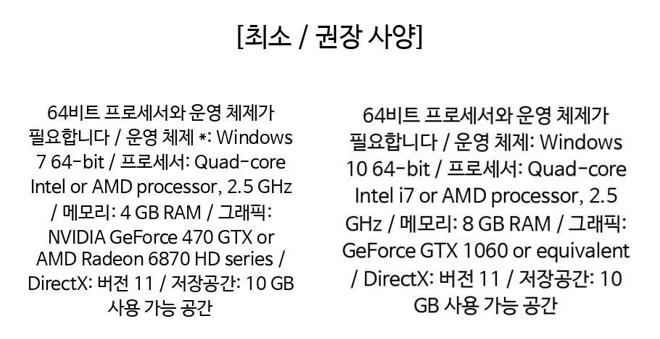 [최소 / 권장 사양]
64비트 프로세서와 운영 체제가
필요합니다 / 운영 체제 *: Windows
7 64-bit / 프로세서: Quad-core
Intel or AMD processor, 2.5 GHz
/ 메모리: 4 GB RAM / 그래픽:
NVIDIA GeForce 470 GTX or
AMD Radeon 6870 HD series /
DirectX: 버전 11 / 저장공간: 10 GB
사용 가능 공간
64비트 프로세서와 운영 체제가
필요합니다 / 운영 체제: Windows
10 64-bit / 프로세서: Quad-core
Intel i7 or AMD processor, 2.5
GHz / 메모리: 8 GB RAM / 그래픽:
GeForce GTX 1060 or equivalent
/ DirectX: 버전 11 / 저장공간: 10
GB 사용 가능 공간